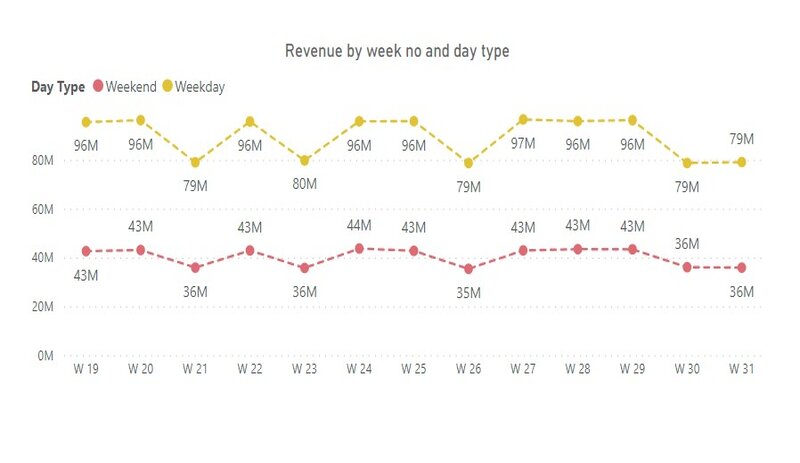 Revenue by week no and day type
Day Type Weekend Weekday
96M 96M 79M 96M 80M 96M 96M 79M 97M 96M 96M 79M 79M
80M
60M
43M 43M 36M 43M 36M 44M 43M 35M 43M 43M 43M 36M 36M
40M
20M
0M
W 19 W 20 W 21 W 22 W 23 W 24 W 25 W 26 W 27 W 28 W 29 W 30 W 31